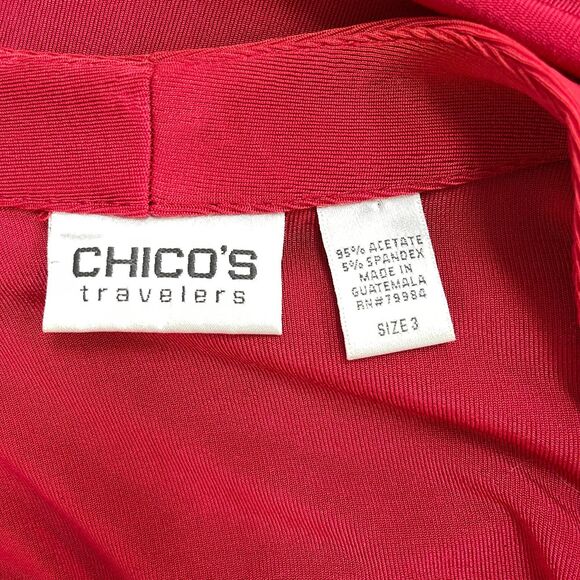 CHICO'S
travelers
95% ACETATE
5% SPANDEX
MADE IN
GUATEMALA
RN#79984
SIZE 3